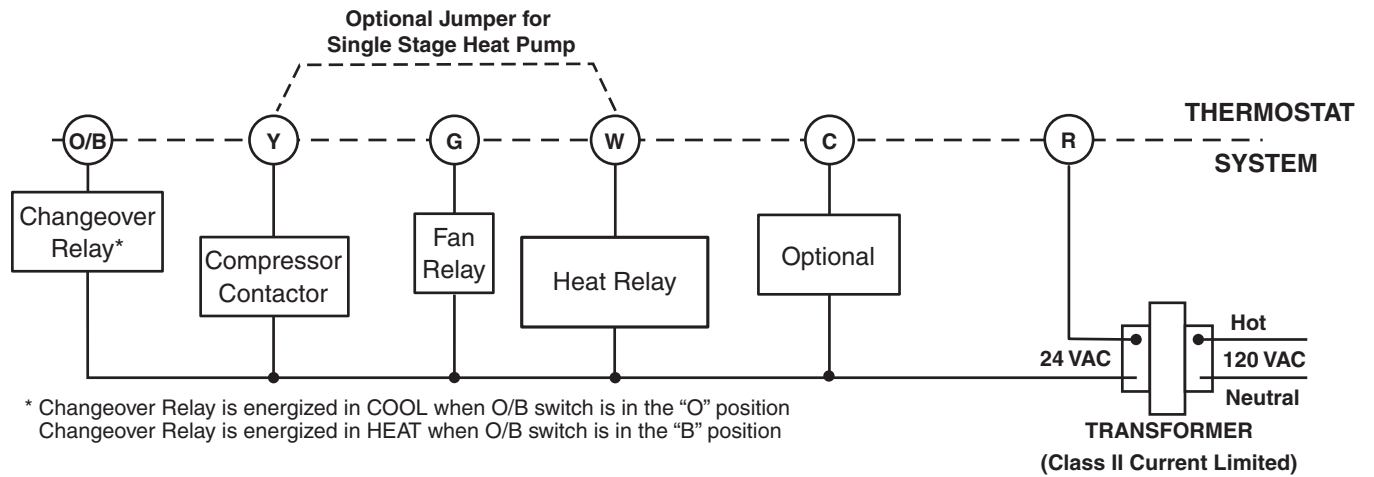 Optional Jumper for
Single Stage Heat Pump
O/B
Y
G
W
C
R
THERMOSTAT
SYSTEM
Changeover
Relay*
Compressor
Contactor
Fan
Relay
Heat Relay
Optional
24 VAC
Hot
120 VAC
Neutral
TRANSFORMER
(Class II Current Limited)
* Changeover Relay is energized in COOL when O/B switch is in the “O” position
Changeover Relay is energized in HEAT when O/B switch is in the “B” position